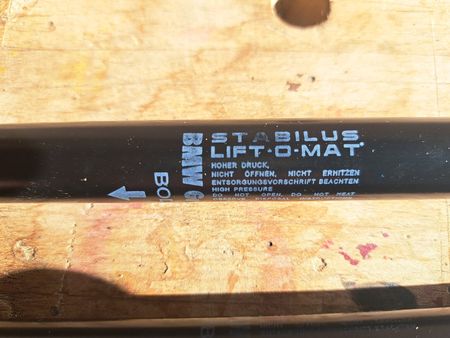 STABILUS
LIFT-O-MAT
HOHER DRUCK,
NICHT ÖFFNEN, NICHT ERHITZEN
ENTSORGUNGSVORSCHRIFT BEACHTEN
HIGH PRESSURE
DO NOT OPEN, DO NOT HEAT
BMW
BO